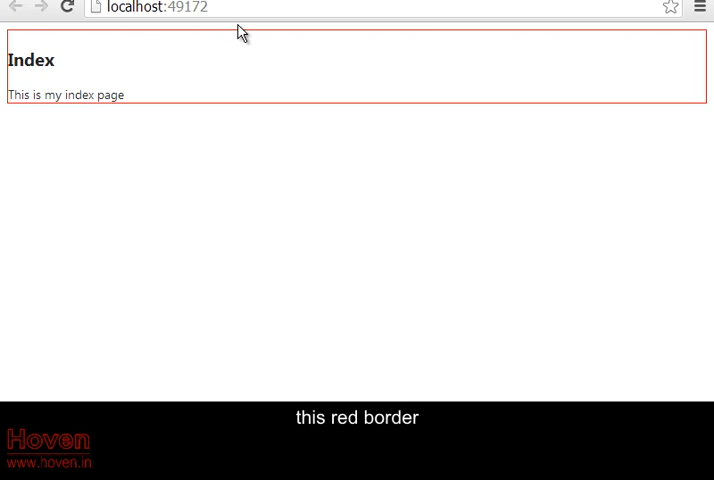 localhost:49172
Index
This is my index page
this red border
Hoven
www.hoven.in